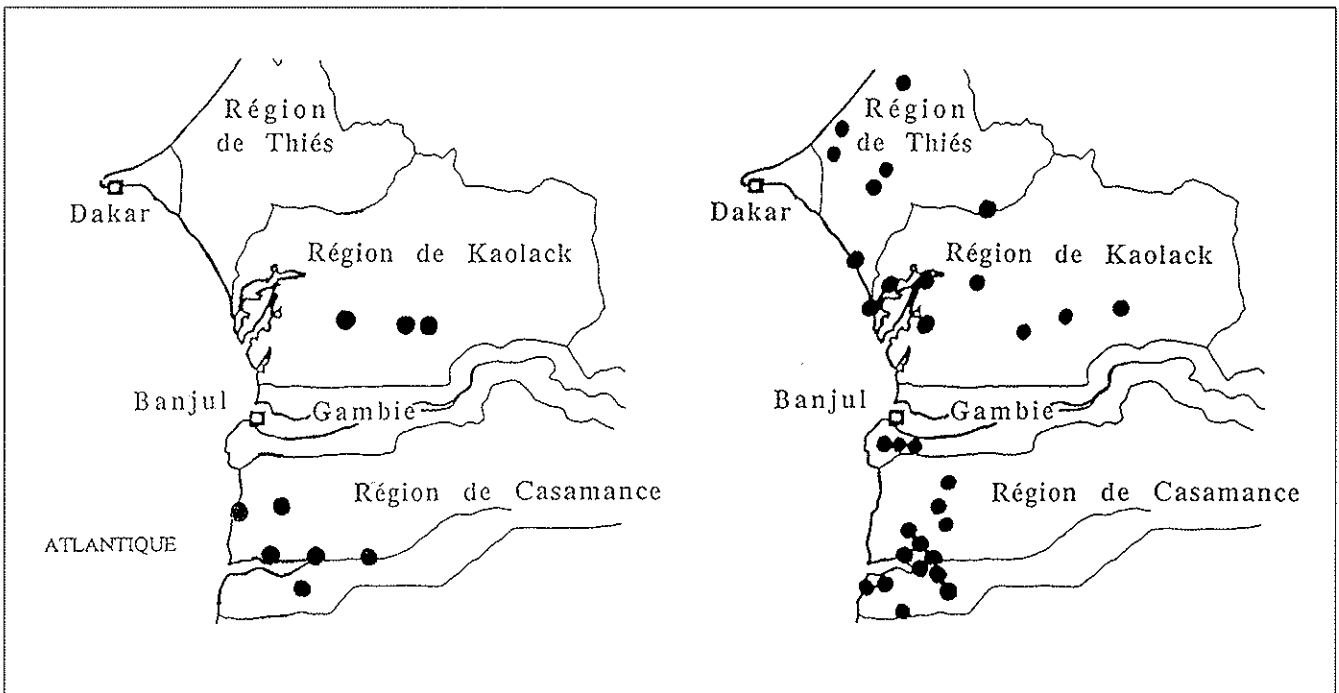 Région
de Thiés
Dakar
Région de Kaolack
Banjul
Gambie
Région de Casamance
ATLANTIQUE
Région
de Thiés
Dakar
Région de Kaolack
Banjul
Gambie
Région de Casamance